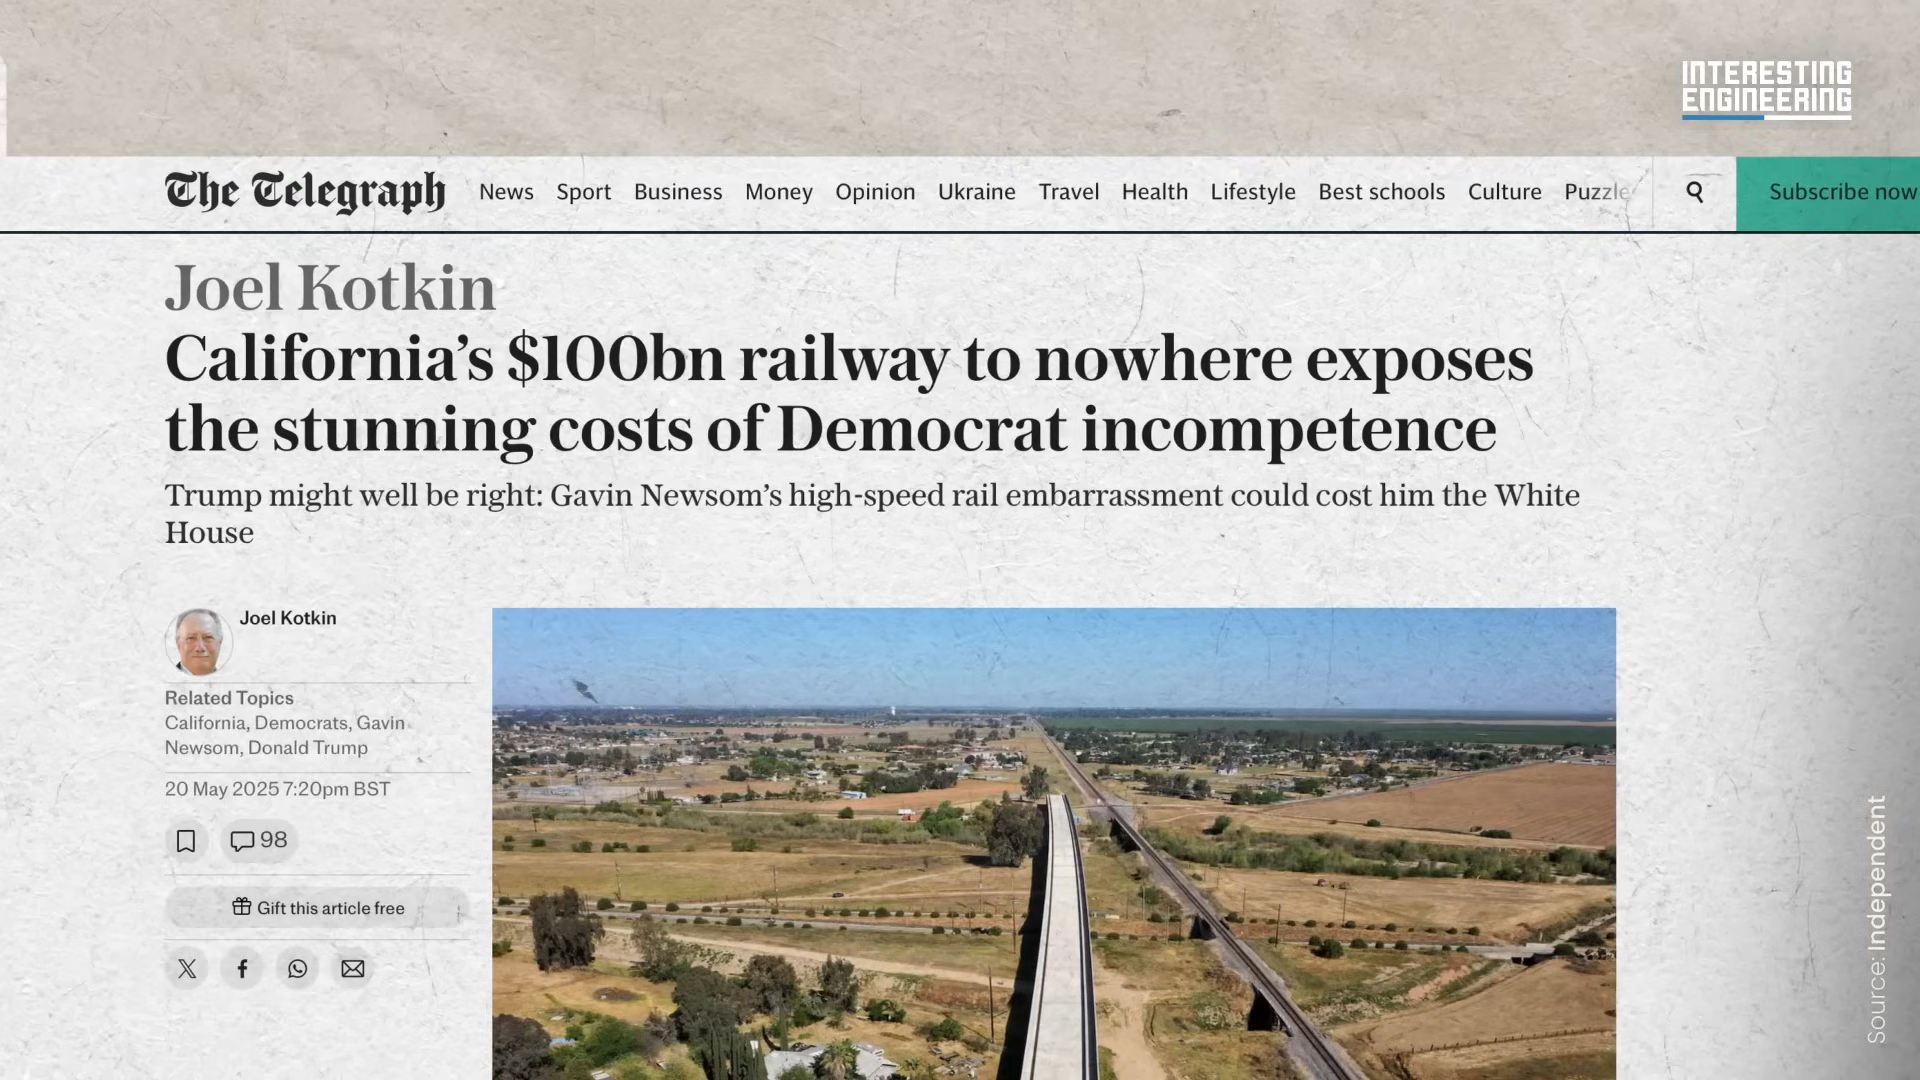 INTERESTING
ENGINEERING
The Telegraph
News Sport Business Money Opinion Ukraine Travel Health Lifestyle Best schools Culture Puzzle
Subscribe now
Joel Kotkin
California’s $100bn railway to nowhere exposes
the stunning costs of Democrat incompetence
Trump might well be right: Gavin Newsom’s high-speed rail embarrassment could cost him the White
House
Joel Kotkin
Related Topics
California, Democrats, Gavin
Newsom, Donald Trump
20 May 2025 7:20pm BST
98
Gift this article free
Source: Independent